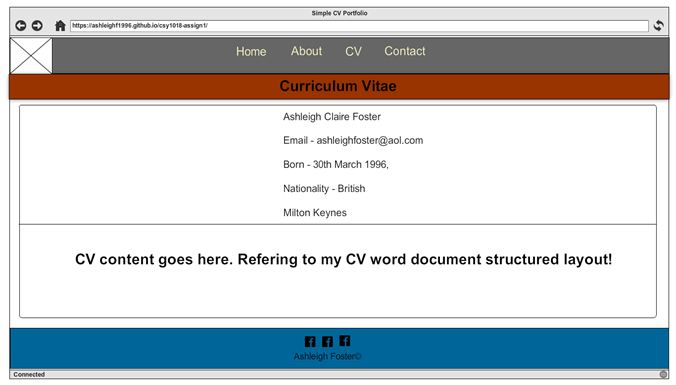 Simple CV Portfolio
https://ashleighf1996.github.io/csy1018-assign1/
Home About CV Contact
Curriculum Vitae
Ashleigh Claire Foster
Email - ashleighfoster@aol.com
Born - 30th March 1996,
Nationality - British
Milton Keynes
CV content goes here. Refering to my CV word document structured layout!
Ashleigh Foster©
Connected